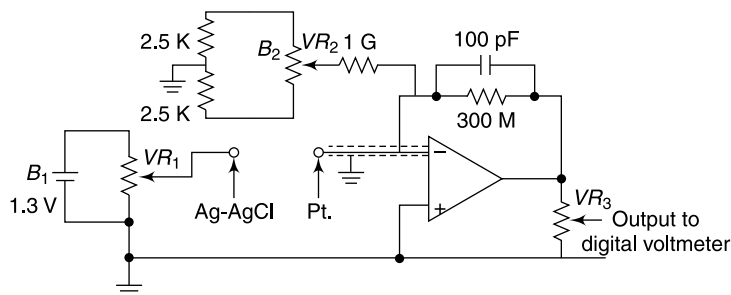 2.5 K
B2
VR2
1 G
100 pF
2.5 K
300 M
B1
1.3 V
VR1
Ag-AgCl
Pt.
−
+
VR3
Output to
digital voltmeter